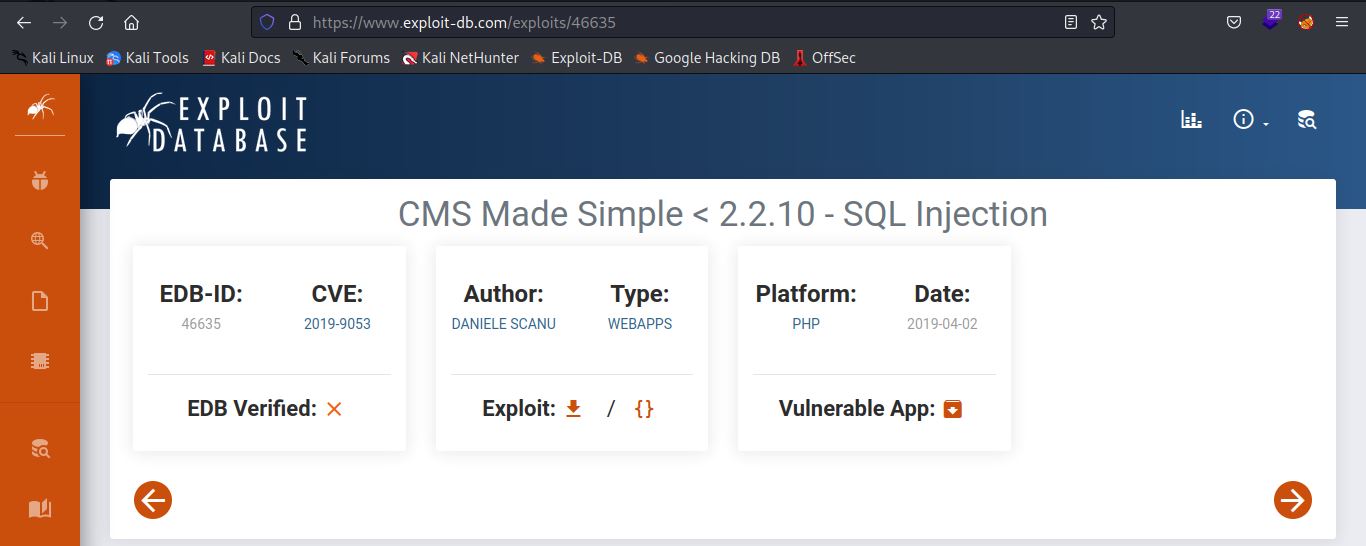 https://www.exploit-db.com/exploits/46635
22
Kali Linux Kali Tools Kali Docs Kali Forums Kali NetHunter Exploit-DB Google Hacking DB OffSec
EXPLOIT
DATABASE
CMS Made Simple < 2.2.10 - SQL Injection
EDB-ID: CVE: Author: Type: Platform: Date:
46635 2019-9053 DANIELE SCANU WEBAPPS PHP 2019-04-02
EDB Verified: Exploit: / {} Vulnerable App: